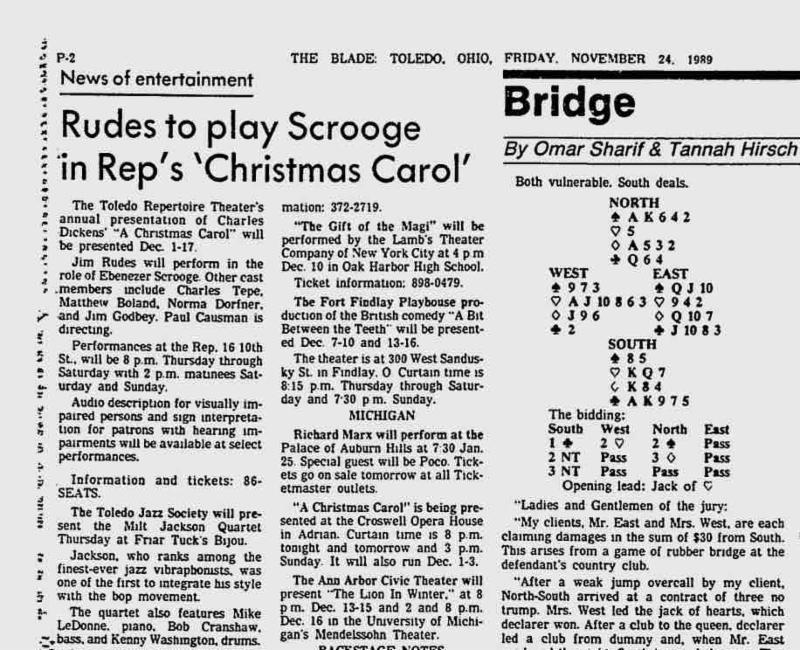 P-2
THE BLADE: TOLEDO, OHIO, FRIDAY, NOVEMBER 24, 1989
News of entertainment
Rudes to play Scrooge
in Rep's 'Christmas Carol'
The Toledo Repertoire Theater's
annual presentation of Charles
Dickens' "A Christmas Carol" will
be presented Dec. 1-17.
Jim Rudes will perform in the
role of Ebenezer Scrooge. Other cast
members include Charles Tepe,
Matthew Boland, Norma Dorfner,
and Jim Godbey. Paul Causman is
directing.
Performances at the Rep, 16 10th
St., will be 8 p.m. Thursday through
Saturday with 2 p.m. matinees Sat-
urday and Sunday.
Audio description for visually im-
paired persons and sign interpreta-
tion for patrons with hearing im-
pairments will be available at select
performances.
Information and tickets: 86-
SEATS.
The Toledo Jazz Society will pre-
sent the Milt Jackson Quartet
Thursday at Friar Tuck's Bijou.
Jackson, who ranks among the
finest-ever jazz vibraphonists, was
one of the first to integrate his style
with the bop movement.
The quartet also features Mike
LeDonne, piano, Bob Cranshaw,
bass, and Kenny Washington, drums.
mation: 372-2719.
"The Gift of the Magi" will be
performed by the Lamb's Theater
Company of New York City at 4 p m
Dec. 10 in Oak Harbor High School.
Ticket information: 898-0479.
The Fort Findlay Playhouse pro-
duction of the British comedy "A Bit
Between the Teeth" will be present-
ed Dec. 7-10 and 13-16.
The theater is at 300 West Sandus-
ky St. in Findlay. O Curtain time is
8:15 p.m. Thursday through Satur-
day and 7:30 p m. Sunday.
MICHIGAN
Richard Marx will perform at the
Palace of Auburn Hills at 7:30 Jan.
25. Special guest will be Poco. Tick-
ets go on sale tomorrow at all Tick-
etmaster outlets.
"A Christmas Carol" is being pre-
sented at the Croswell Opera House
in Adrian. Curtain time is 8 p.m.
tonight and tomorrow and 3 p.m.
Sunday. It will also run Dec. 1-3.
The Ann Arbor Civic Theater will
present "The Lion In Winter," at 8
p m. Dec. 13-15 and 2 and 8 p.m.
Dec. 16 in the University of Michi-
gan's Mendelssohn Theater.
BACKSTAGE NOTES
Bridge
By Omar Sharif & Tannah Hirsch
Both vulnerable. South deals.
NORTH
♠ A K 6 4 2
♡ 5
◇ A 5 3 2
♣ Q 6 4
WEST EAST
♠ 9 7 3 ♠ Q J 10
♡ A J 10 8 6 3 ♡ 9 4 2
◇ J 9 6 ◇ Q 10 7
♣ 2 ♣ J 10 8 3
SOUTH
♠ 8 5
♡ K Q 7
◇ K 8 4
♣ A K 9 7 5
The bidding:
South West North East
1 ♣ 2 ♡ 2 ♠ Pass
2 NT Pass 3 ◇ Pass
3 NT Pass Pass Pass
Opening lead: Jack of ♡
"Ladies and Gentlemen of the jury:
"My clients, Mr. East and Mrs. West, are each
claiming damages in the sum of $30 from South.
This arises from a game of rubber bridge at the
defendant's country club.
"After a weak jump overcall by my client,
North-South arrived at a contract of three no
trump. Mrs. West led the jack of hearts, which
declarer won. After a club to the queen, declarer
led a club from dummy and, when Mr. East